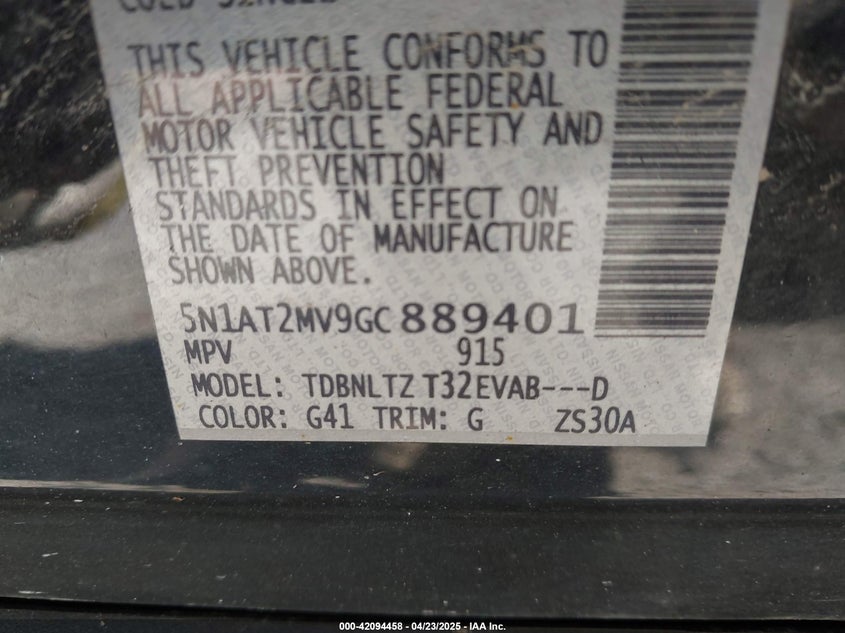 THIS VEHICLE CONFORMS TO
ALL APPLICABLE FEDERAL
MOTOR VEHICLE SAFETY AND
THEFT PREVENTION
STANDARDS IN EFFECT ON
THE DATE OF MANUFACTURE
SHOWN ABOVE.
5N1AT2MV9GC889401
MPV 915
MODEL: TDBNLTZ T32EVAB---D
COLOR: G41 TRIM: G ZS30A
000-42094458 - 04/23/2025 - IAA Inc.